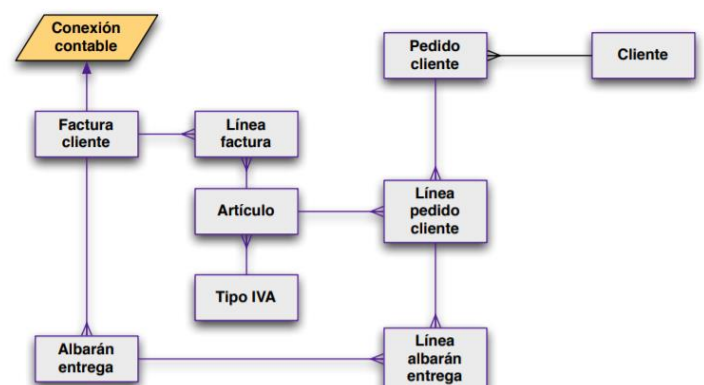 Conexión
contable
Pedido
cliente
Cliente
Factura
cliente
Línea
factura
Artículo
Línea
pedido
cliente
Tipo IVA
Albarán
entrega
Línea
albarán
entrega